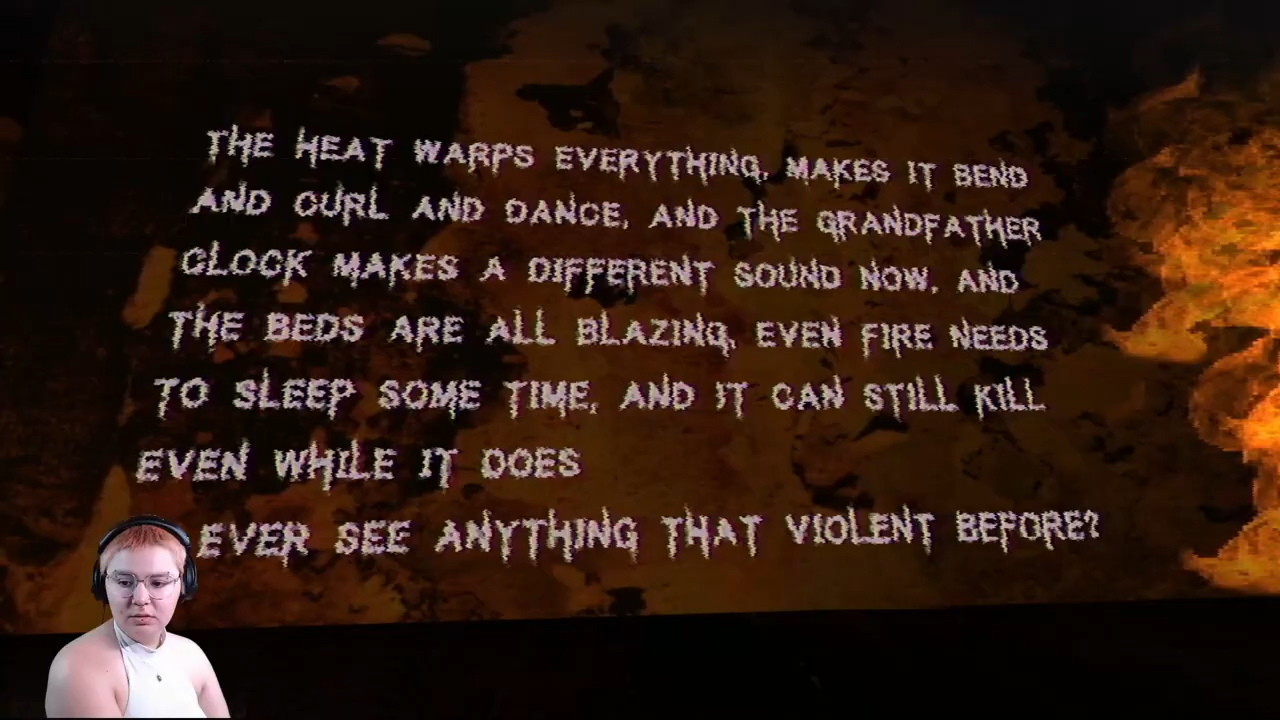 THE HEAT WARPS EVERYTHING, MAKES IT BEND
AND CURL AND DANCE, AND THE GRANDFATHER
CLOCK MAKES A DIFFERENT SOUND NOW, AND
THE BEDS ARE ALL BLAZING, EVEN FIRE NEEDS
TO SLEEP SOME TIME, AND IT CAN STILL KILL
EVEN WHILE IT DOES
EVER SEE ANYTHING THAT VIOLENT BEFORE?